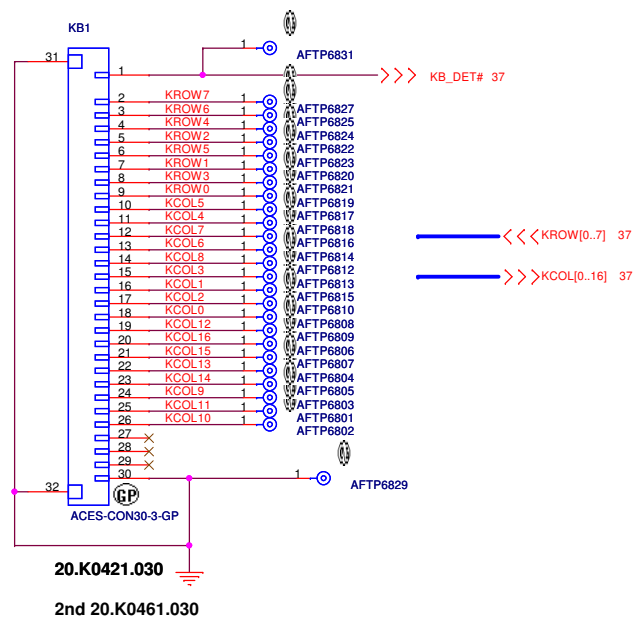 KB1
31
1
AFTP6831
1
KB_DET# 37
2 KROW7 1 AFTP6827
3 KROW6 1 AFTP6825
4 KROW4 1 AFTP6824
5 KROW2 1 AFTP6822
6 KROW5 1 AFTP6823
7 KROW1 1 AFTP6820
8 KROW3 1 AFTP6821
9 KROW0 1 AFTP6819
10 KCOL5 1 AFTP6817
11 KCOL4 1 AFTP6818
12 KCOL7 1 AFTP6816
13 KCOL6 1 AFTP6814
14 KCOL8 1 AFTP6812
15 KCOL3 1 AFTP6813
16 KCOL1 1 AFTP6815
17 KCOL2 1 AFTP6810
18 KCOL0 1 AFTP6808
19 KCOL12 1 AFTP6809
20 KCOL16 1 AFTP6806
21 KCOL15 1 AFTP6807
22 KCOL13 1 AFTP6804
23 KCOL14 1 AFTP6805
24 KCOL9 1 AFTP6803
25 KCOL11 1 AFTP6801
26 KCOL10 1 AFTP6802
KROW[0..7] 37
KCOL[0..16] 37
27
28
29
30
1
AFTP6829
32
GP
ACES-CON30-3-GP
20.K0421.030
2nd 20.K0461.030